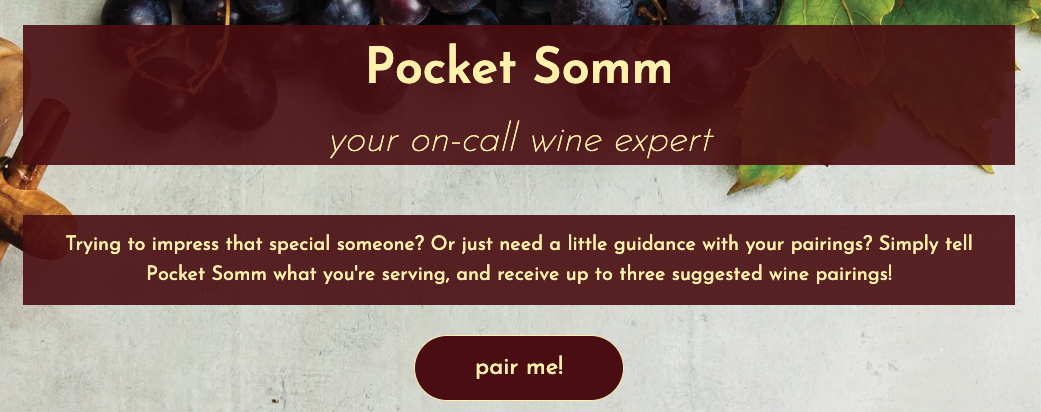 Pocket Somm
your on-call wine expert
Trying to impress that special someone? Or just need a little guidance with your pairings? Simply tell
Pocket Somm what you're serving, and receive up to three suggested wine pairings!
pair me!